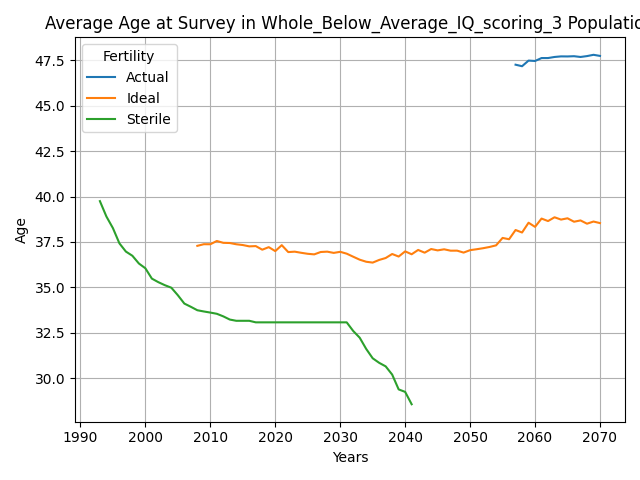 Average Age at Survey in Whole_Below_Average_IQ_scoring_3 Populatio
Fertility
Actual
Ideal
Sterile
47.5
45.0
42.5
40.0
37.5
35.0
32.5
30.0
Age
1990 2000 2010 2020 2030 2040 2050 2060 2070
Years